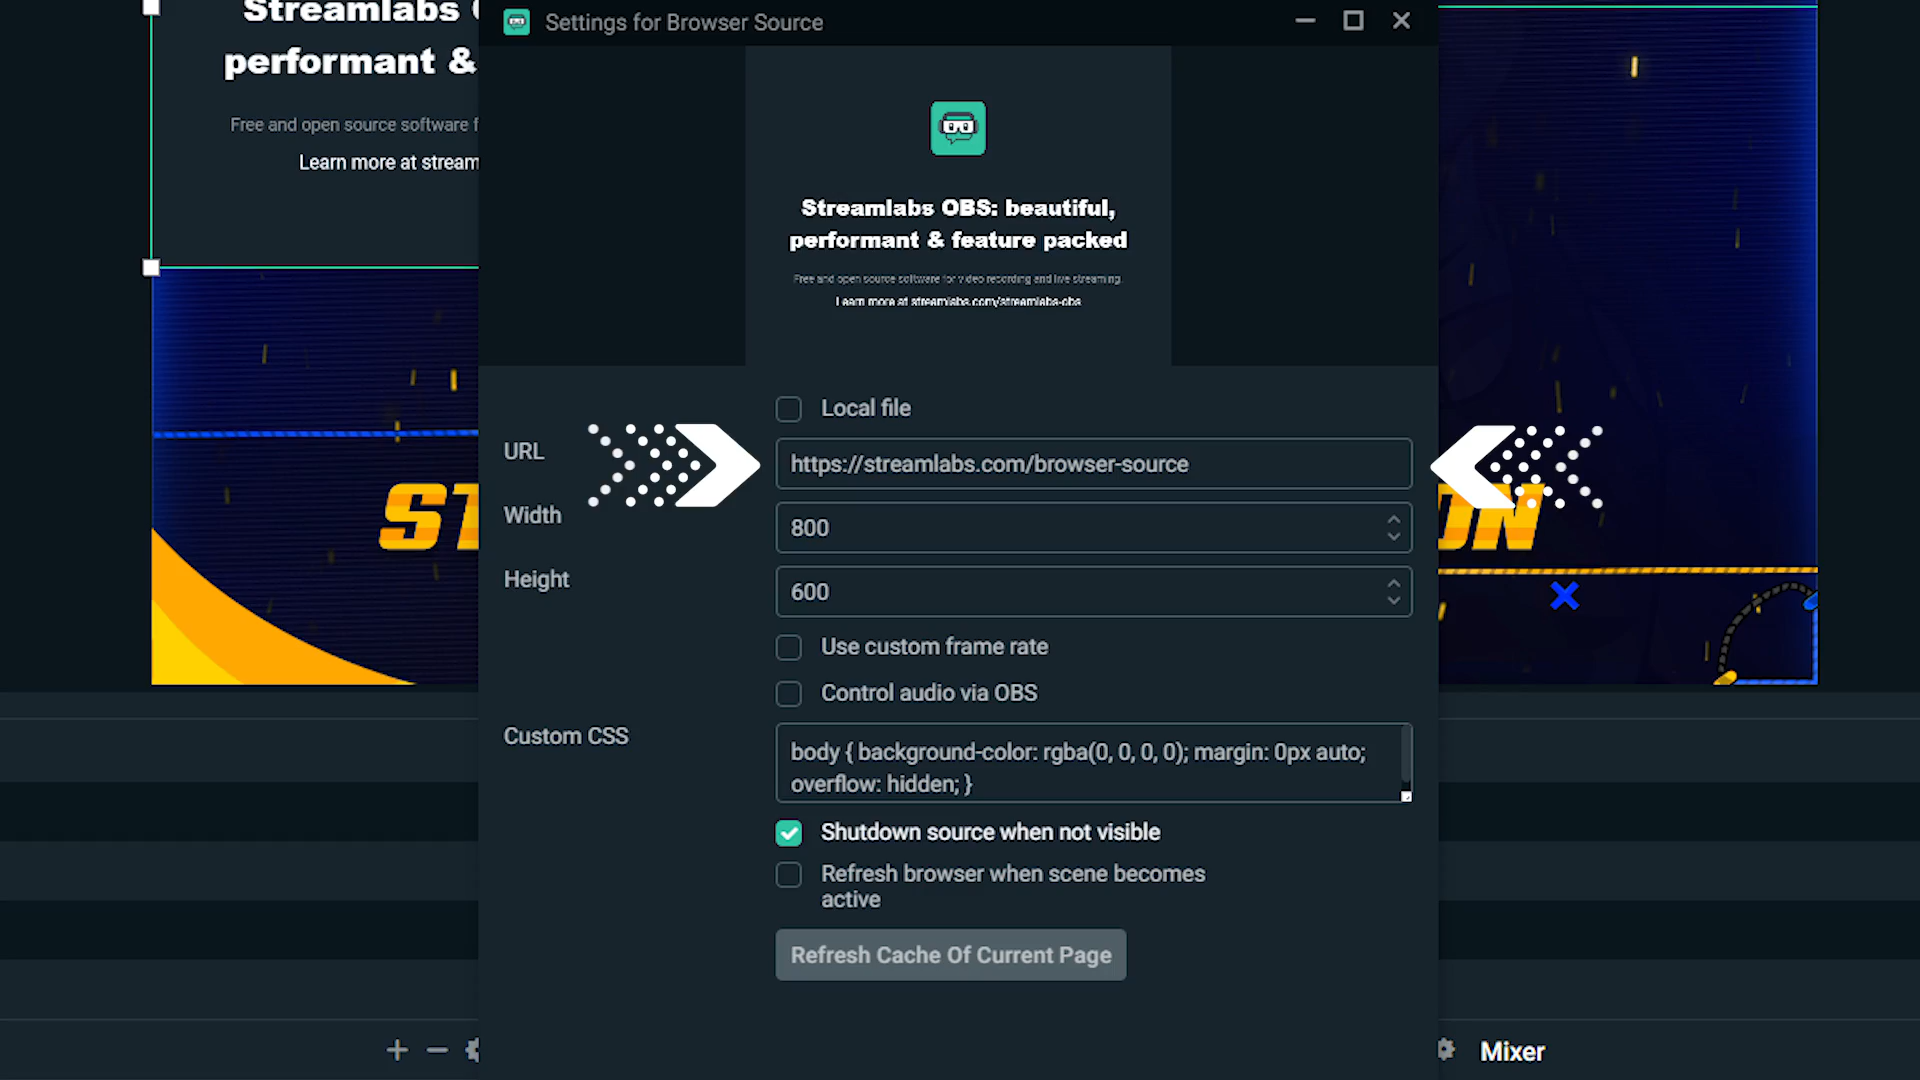 Streamlabs
performant &
Free and open source software f
Learn more at stream
Settings for Browser Source
Streamlabs OBS: beautiful,
performant & feature packed
Free and open source software for video recording and live streaming.
Learn more at streamlabs.com/streamlabs-obs
Local file
URL
https://streamlabs.com/browser-source
Width
800
Height
600
Use custom frame rate
Control audio via OBS
Custom CSS
body { background-color: rgba(0, 0, 0, 0); margin: 0px auto;
overflow: hidden; }
Shutdown source when not visible
Refresh browser when scene becomes
active
Refresh Cache Of Current Page
ST
ON
Mixer